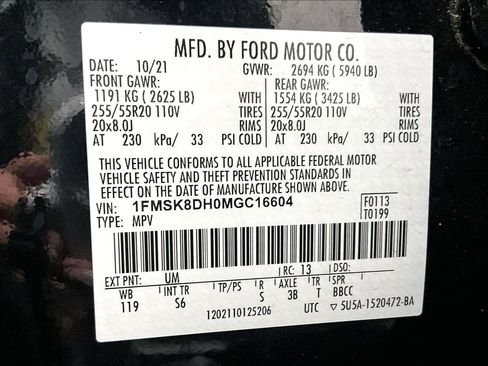 MFD. BY FORD MOTOR CO.
DATE: 10/21 GVWR: 2694 KG ( 5940 LB)
FRONT GAWR: REAR GAWR:
1191 KG ( 2625 LB) WITH 1554 KG ( 3425 LB) WITH
255/55R20 110V TIRES 255/55R20 110V TIRES
20x8.0J RIMS 20x8.0J RIMS
AT 230 kPa/ 33 PSI COLD AT 230 kPa/ 33 PSI COLD
THIS VEHICLE CONFORMS TO ALL APPLICABLE FEDERAL MOTOR
VEHICLE SAFETY AND THEFT PREVENTION STANDARDS
IN EFFECT ON THE DATE OF MANUFACTURE SHOWN ABOVE.
VIN: 1FMSK8DH0MGC16604 F0113
TYPE: MPV T0199
EXT PNT: UM RC: 13 DSO:
WB INT TR TP/PS R AXLE TR SPR
119 S6 S 3B T BBCC
1202110125206 UTC ▽ 5U5A-1520472-BA